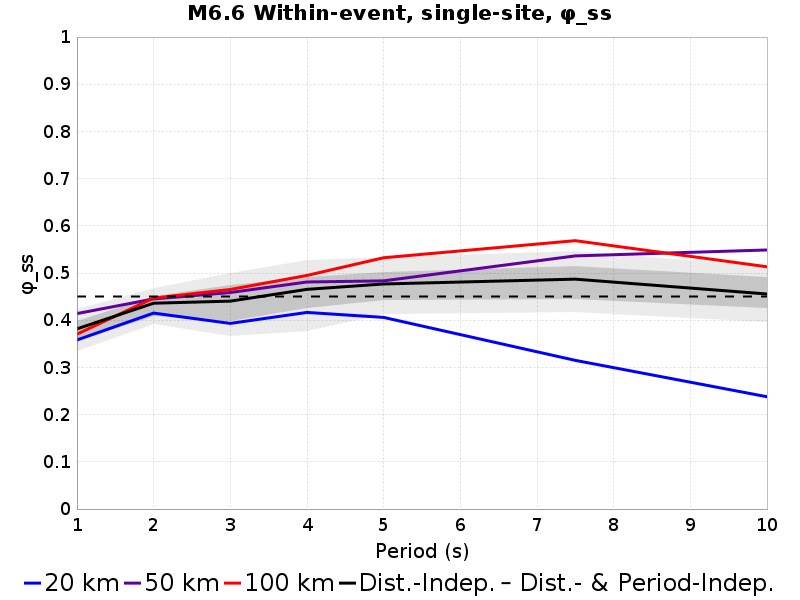 M6.6 Within-event, single-site, φ_ss
1
0.9
0.8
0.7
0.6
0.5
0.4
0.3
0.2
0.1
0
φ_ss
1 2 3 4 5 6 7 8 9 10
Period (s)
20 km 50 km 100 km Dist.-Indep. Dist.- & Period-Indep.